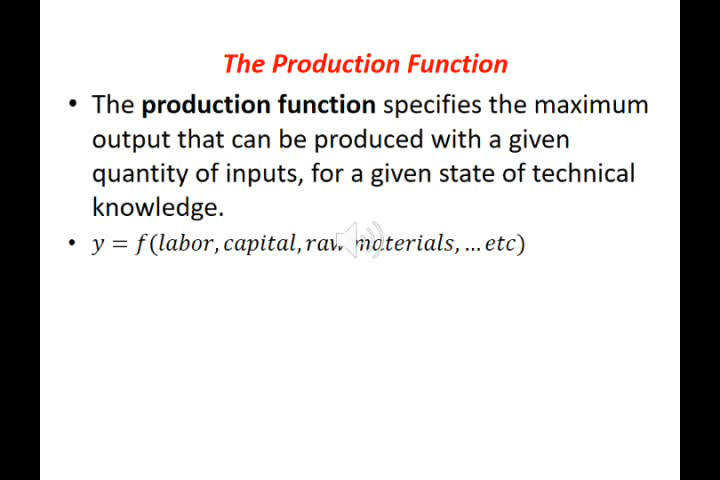 The Production Function
• The production function specifies the maximum
output that can be produced with a given
quantity of inputs, for a given state of technical
knowledge.
• y = f(labor, capital, raw materials, … etc)